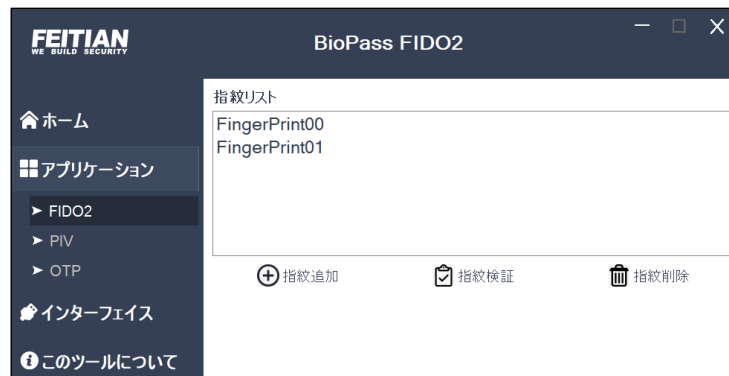 FEITIAN
WE BUILD SECURITY
BioPass FIDO2
ホーム
アプリケーション
FIDO2
PIV
OTP
インターフェイス
このツールについて
指紋リスト
FingerPrint00
FingerPrint01
指紋追加
指紋検証
指紋削除